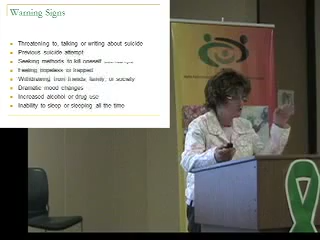 Warning Signs
Threatening to, talking or writing about suicide
Previous suicide attempt
Seeking methods to kill oneself
Feeling hopeless or trapped
Withdrawing from friends, family, or society
Dramatic mood changes
Increased alcohol or drug use
Inability to sleep or sleeping all the time